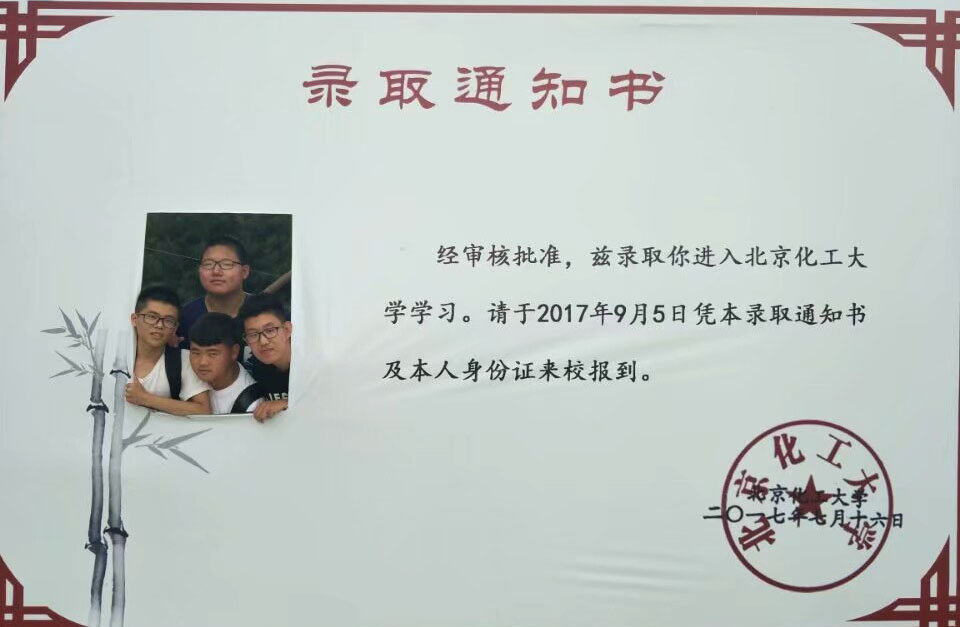 录取通知书
经审核批准，兹录取你进入北京化工大
学学习。请于2017年9月5日凭本录取通知书
及本人身份证来校报到。
北京化工大学
北京化工大学
二〇一七年七月十六日